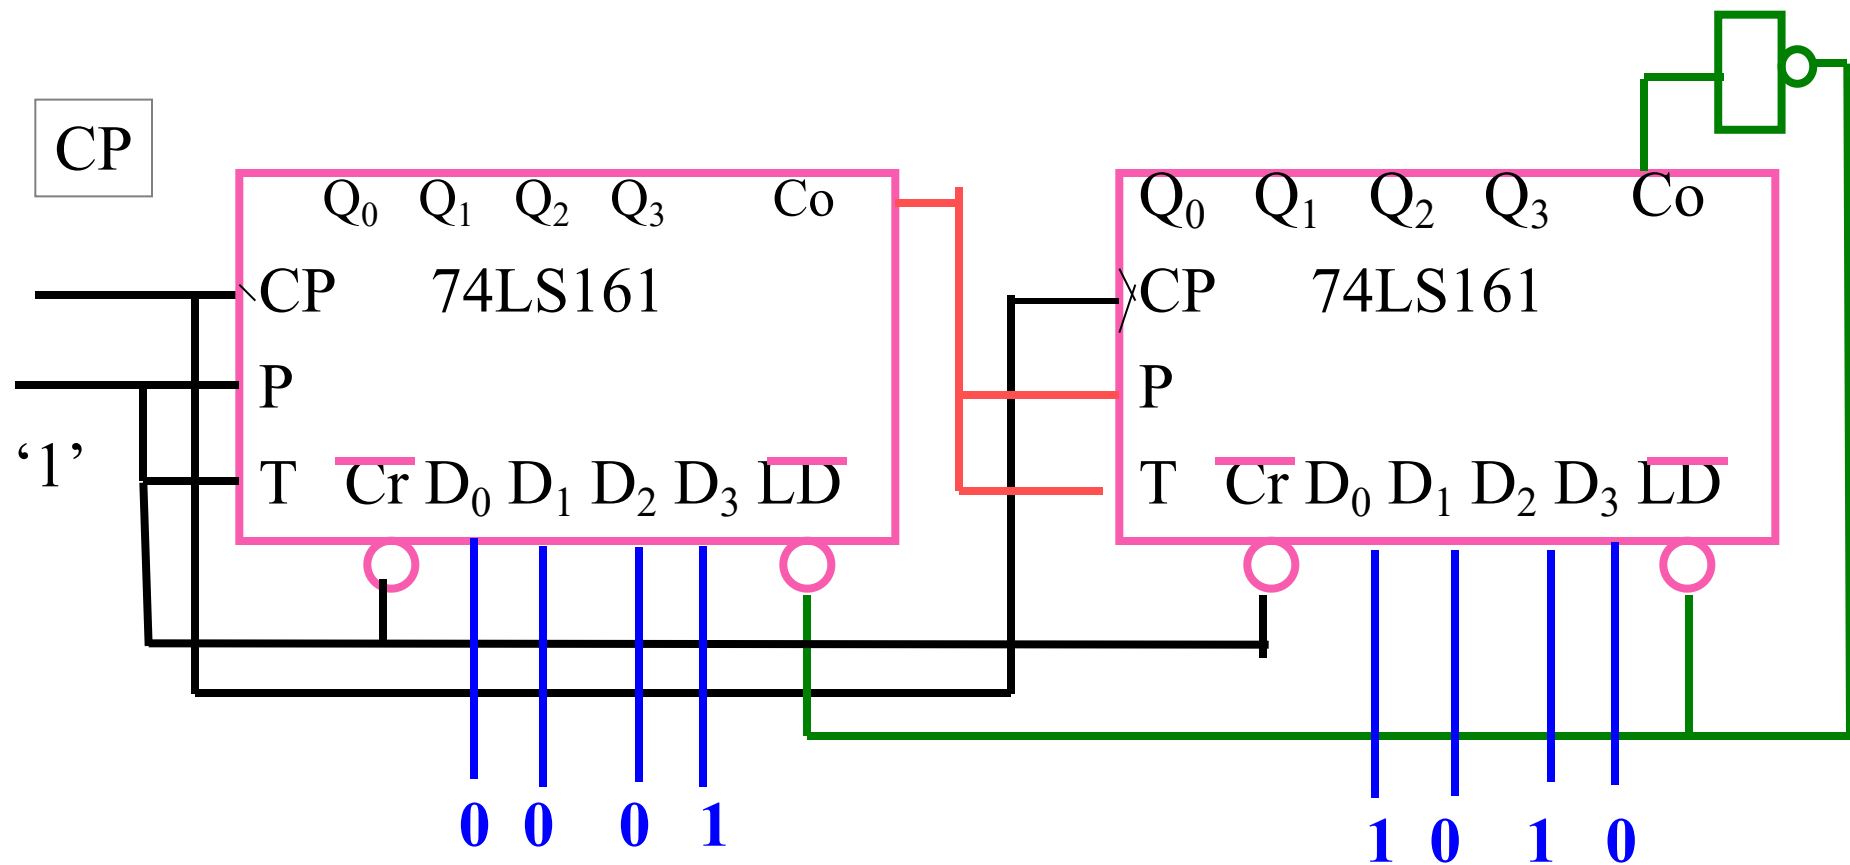 CP
Q0 Q1 Q2 Q3 Co
Q0 Q1 Q2 Q3 Co
CP 74LS161
CP 74LS161
P
P
‘1’
T Cr D0 D1 D2 D3 LD
T Cr D0 D1 D2 D3 LD
0 0 0 1
1 0 1 0